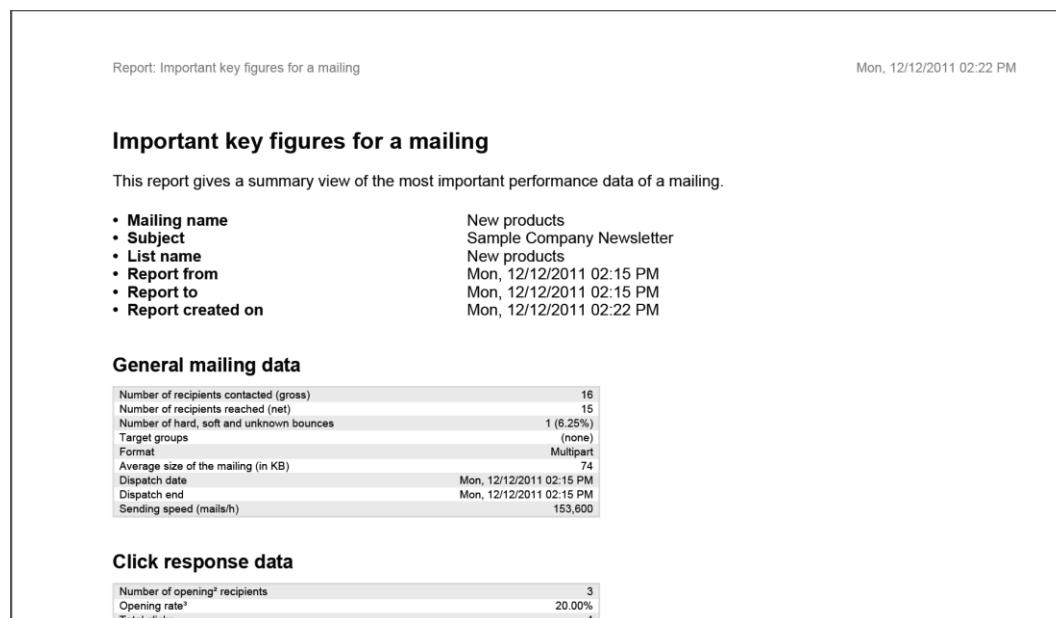 Report: Important key figures for a mailing Mon, 12/12/2011 02:22 PM
Important key figures for a mailing
This report gives a summary view of the most important performance data of a mailing.
• Mailing name New products
• Subject Sample Company Newsletter
• List name New products
• Report from Mon, 12/12/2011 02:15 PM
• Report to Mon, 12/12/2011 02:15 PM
• Report created on Mon, 12/12/2011 02:22 PM
General mailing data
Number of recipients contacted (gross) 16
Number of recipients reached (net) 15
Number of hard, soft and unknown bounces 1 (6.25%)
Target groups (none)
Format Multipart
Average size of the mailing (in KB) 74
Dispatch date Mon, 12/12/2011 02:15 PM
Dispatch end Mon, 12/12/2011 02:15 PM
Sending speed (mails/h) 153,600
Click response data
Number of opening² recipients 3
Opening rate³ 20.00%